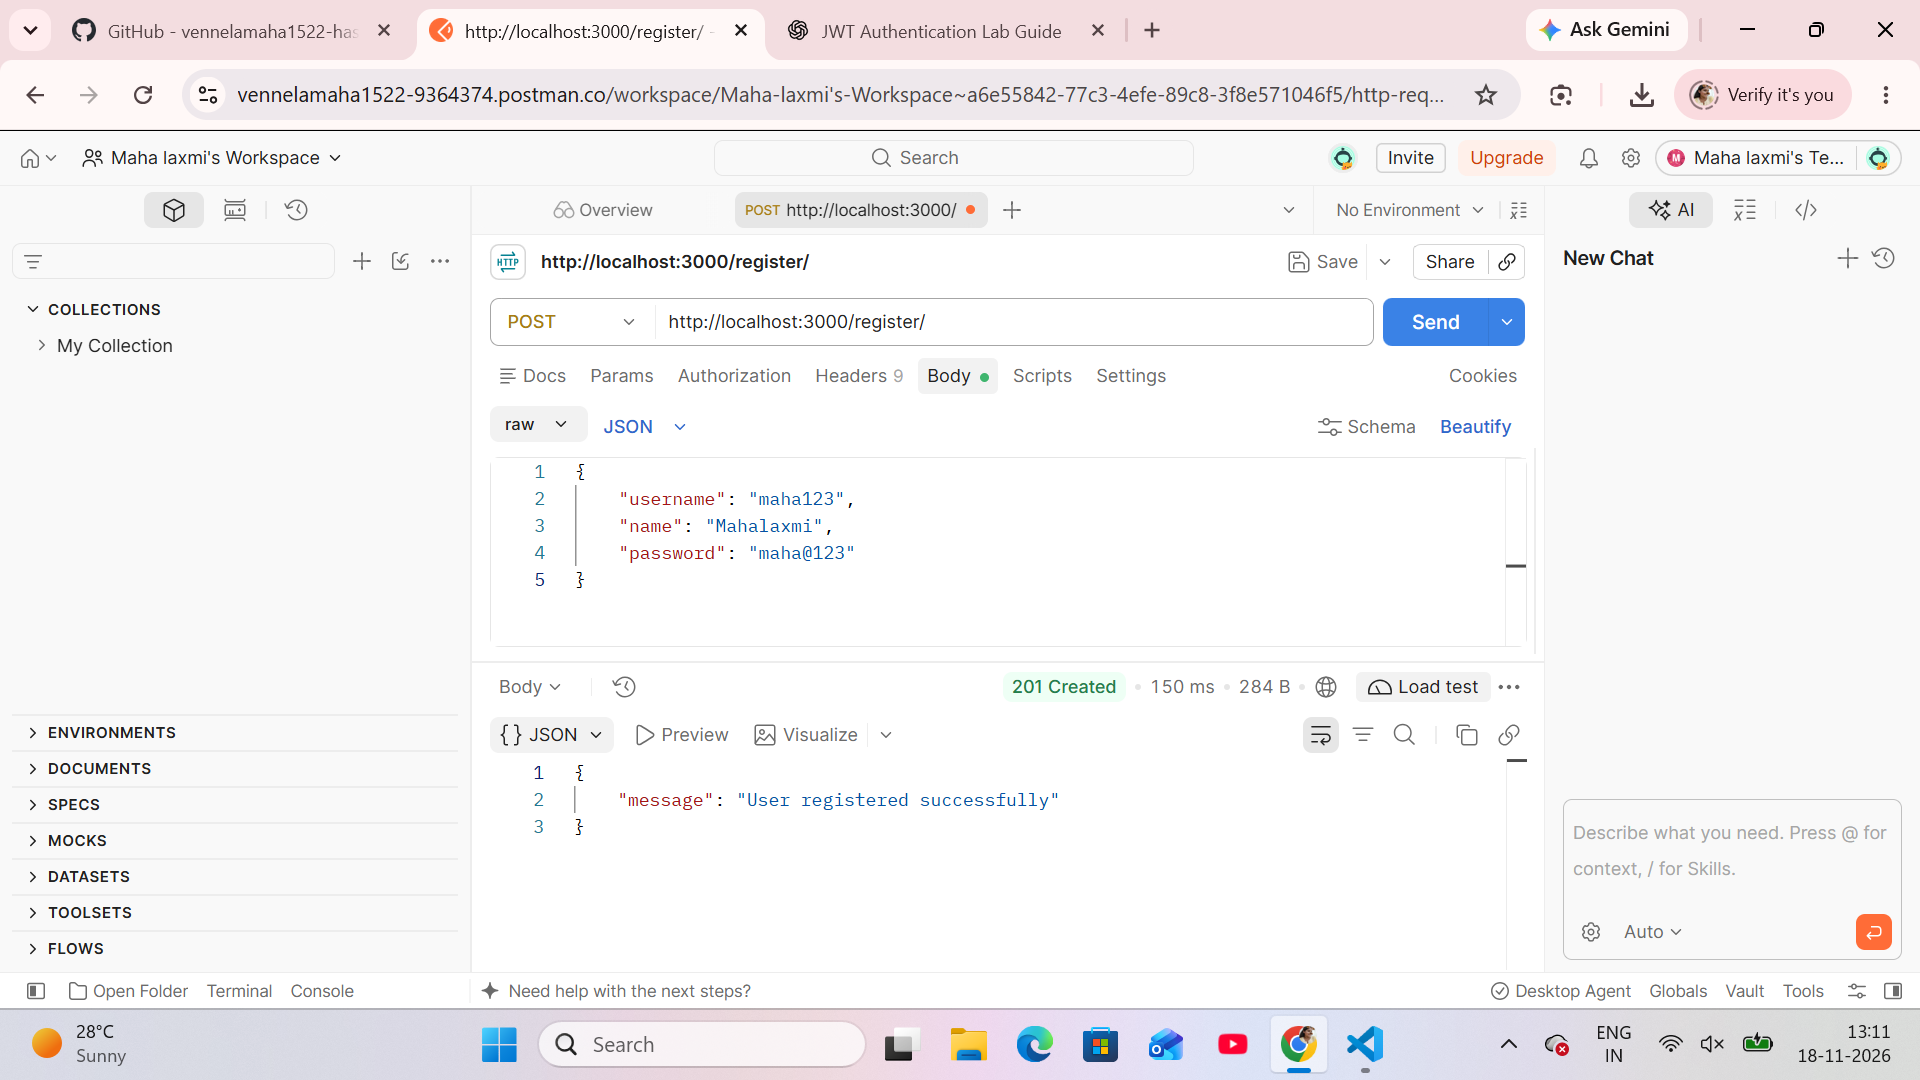 GitHub - vennelamaha1522-has
http://localhost:3000/register/ -
JWT Authentication Lab Guide
Ask Gemini
vennelamaha1522-9364374.postman.co/workspace/Maha-laxmi's-Workspace~a6e55842-77c3-4efe-89c8-3f8e571046f5/http-req...
Verify it's you
Maha laxmi's Workspace
Search
Invite
Upgrade
M
Maha laxmi's Te...
Overview
POST http://localhost:3000/
No Environment
AI
HTTP
http://localhost:3000/register/
Save
Share
New Chat
COLLECTIONS
My Collection
POST
http://localhost:3000/register/
Send
Docs
Params
Authorization
Headers 9
Body
Scripts
Settings
Cookies
raw
JSON
Schema
Beautify
1 {
2 "username": "maha123",
3 "name": "Mahalaxmi",
4 "password": "maha@123"
5 }
Body
201 Created
150 ms
284 B
Load test
{} JSON
Preview
Visualize
1 {
2 "message": "User registered successfully"
3 }
ENVIRONMENTS
DOCUMENTS
SPECS
MOCKS
DATASETS
TOOLSETS
FLOWS
Describe what you need. Press @ for
context, / for Skills.
Auto
Open Folder
Terminal
Console
Need help with the next steps?
Desktop Agent
Globals
Vault
Tools
28°C
Sunny
Search
ENG
IN
13:11
18-11-2026